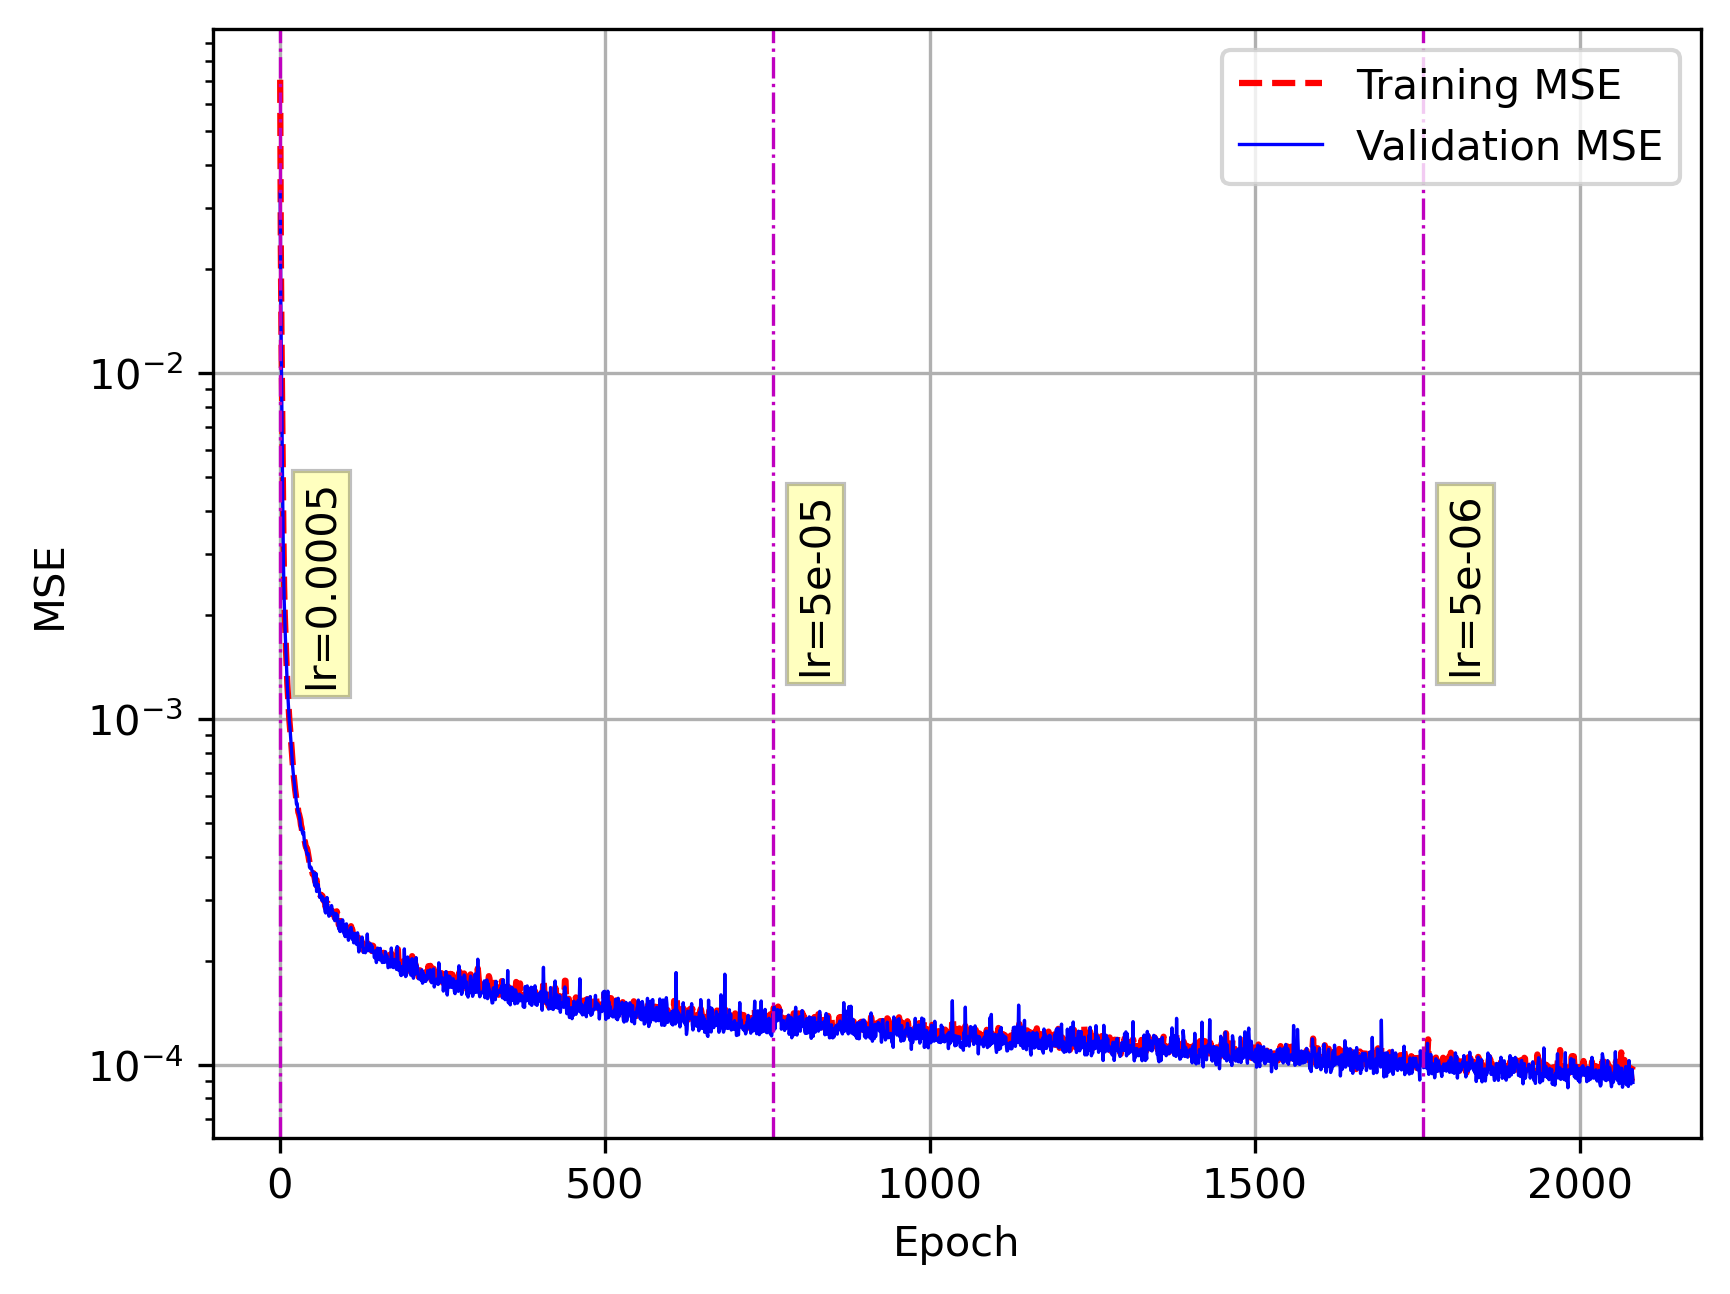 Training MSE
Validation MSE
MSE
10⁻²
10⁻³
10⁻⁴
lr=0.0005
lr=5e-05
lr=5e-06
0 500 1000 1500 2000
Epoch